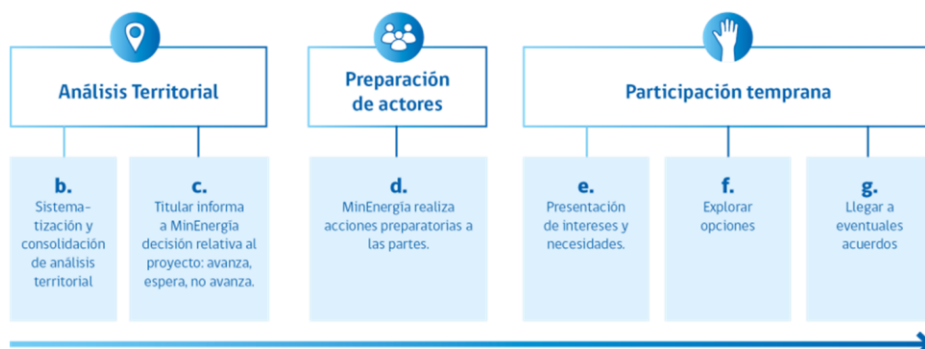 Análisis Territorial
Preparación
de actores
Participación temprana
b.
Sistema-
tización y
consolidación
de análisis
territorial
c.
Titular informa
a MinEnergía
decisión relativa al
proyecto: avanza,
espera, no avanza.
d.
MinEnergía realiza
acciones preparatorias a
las partes.
e.
Presentación
de intereses y
necesidades.
f.
Explorar
opciones
g.
Llegar a
eventuales
acuerdos